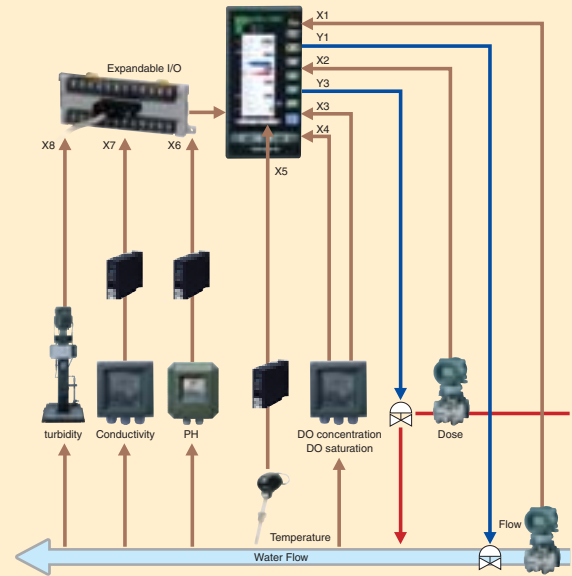 X1
Y1
X2
Y3
X3
X4
Expandable I/O
X8
X7
X6
X5
turbidity
Conductivity
PH
DO concentration
DO saturation
Dose
Flow
Temperature
Water Flow